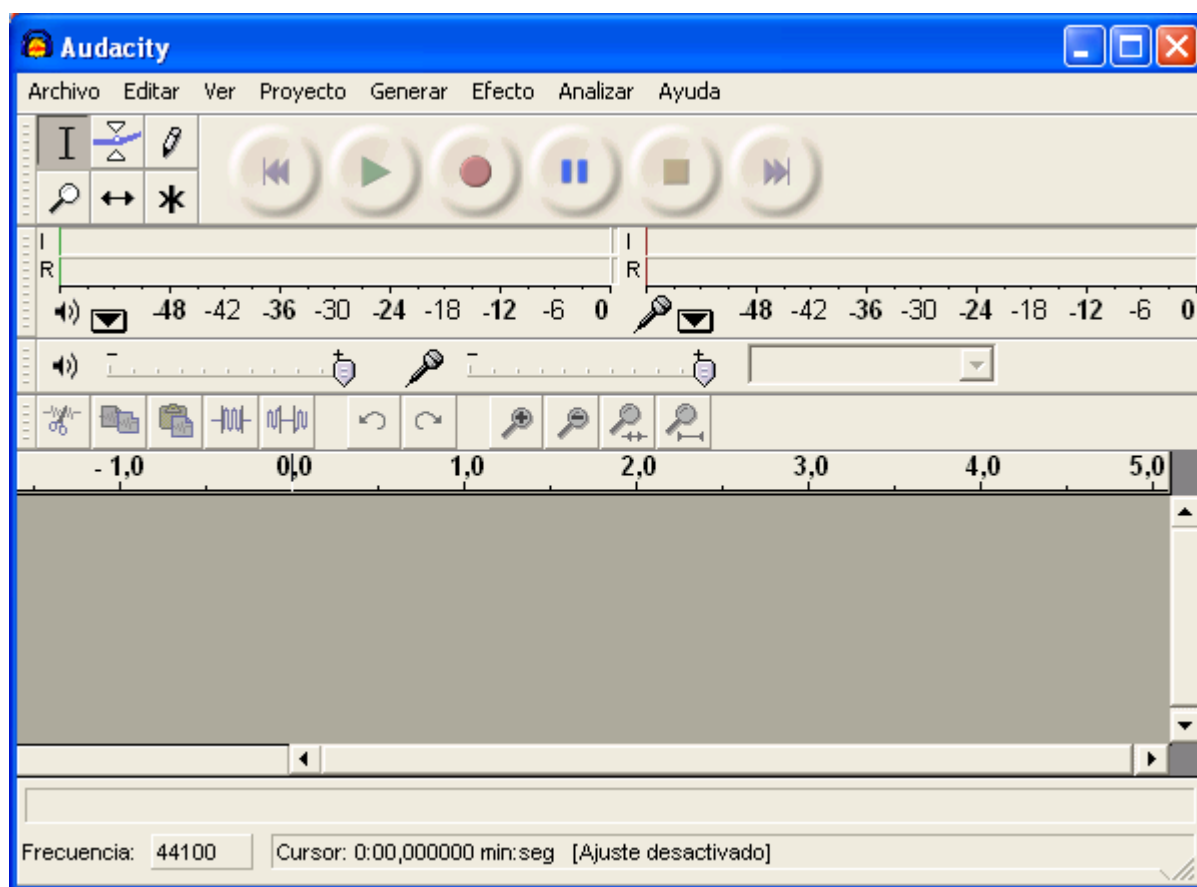 Audacity
Archivo Editar Ver Proyecto Generar Efecto Analizar Ayuda
I I
R R
-48 -42 -36 -30 -24 -18 -12 -6 0 -48 -42 -36 -30 -24 -18 -12 -6 0
- +  - +
- 1,0 0,0 1,0 2,0 3,0 4,0 5,0
Frecuencia: 44100 Cursor: 0:00,000000 min:seg [Ajuste desactivado]